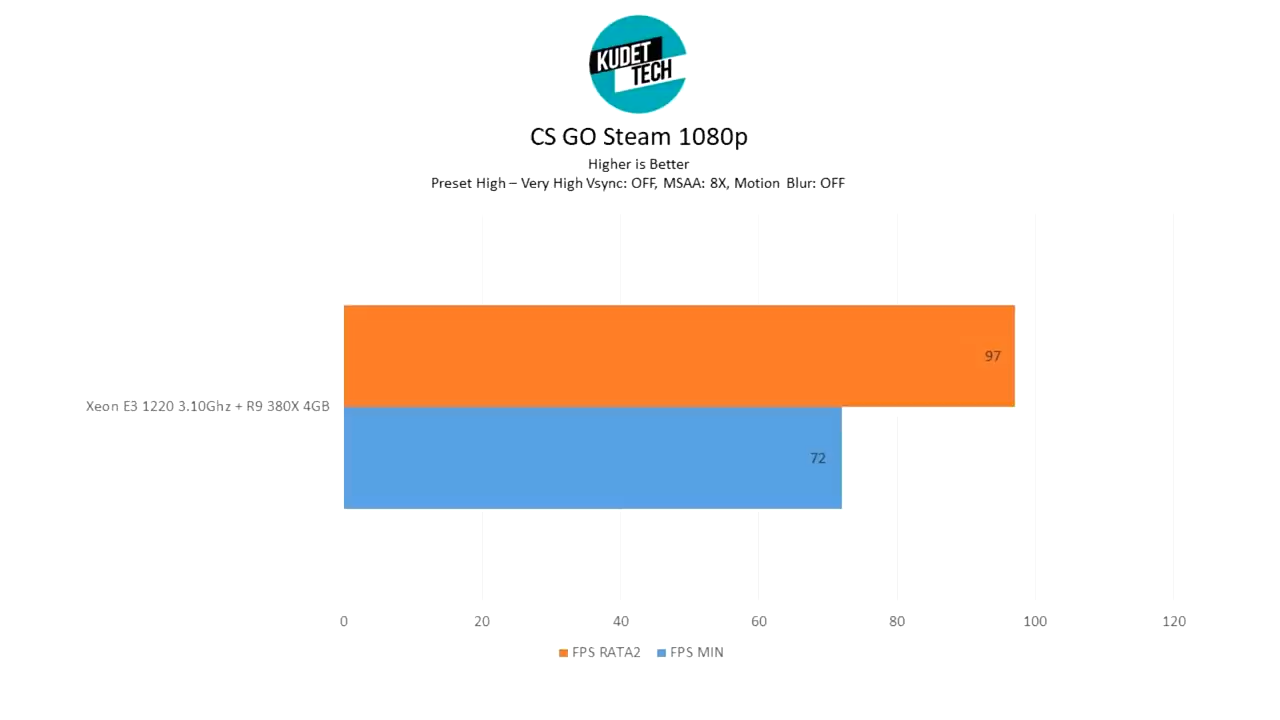 KUDET
TECH
CS GO Steam 1080p
Higher is Better
Preset High – Very High Vsync: OFF, MSAA: 8X, Motion Blur: OFF
97
Xeon E3 1220 3.10Ghz + R9 380X 4GB
72
0 20 40 60 80 100 120
FPS RATA2 FPS MIN